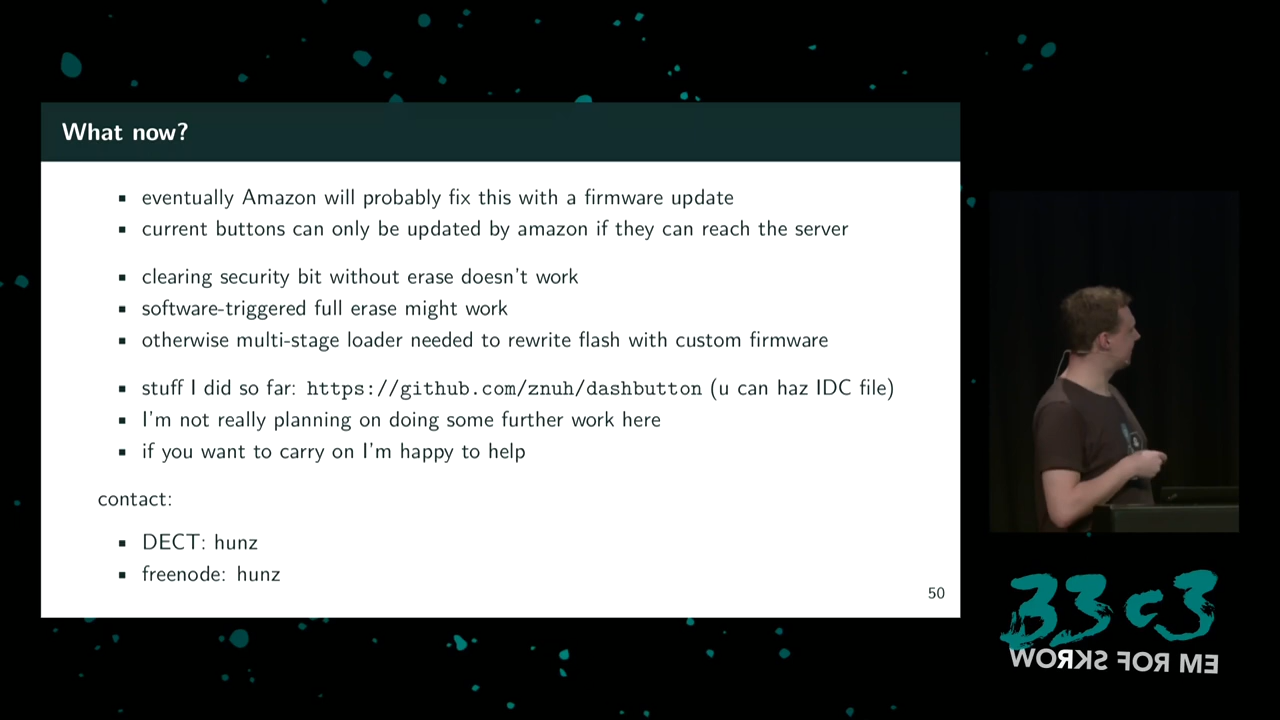 What now?
eventually Amazon will probably fix this with a firmware update
current buttons can only be updated by amazon if they can reach the server
clearing security bit without erase doesn't work
software-triggered full erase might work
otherwise multi-stage loader needed to rewrite flash with custom firmware
stuff I did so far: https://github.com/znuh/dashbutton (u can haz IDC file)
I'm not really planning on doing some further work here
if you want to carry on I'm happy to help
contact:
DECT: hunz
freenode: hunz
50
33c3
WORKS FOR ME